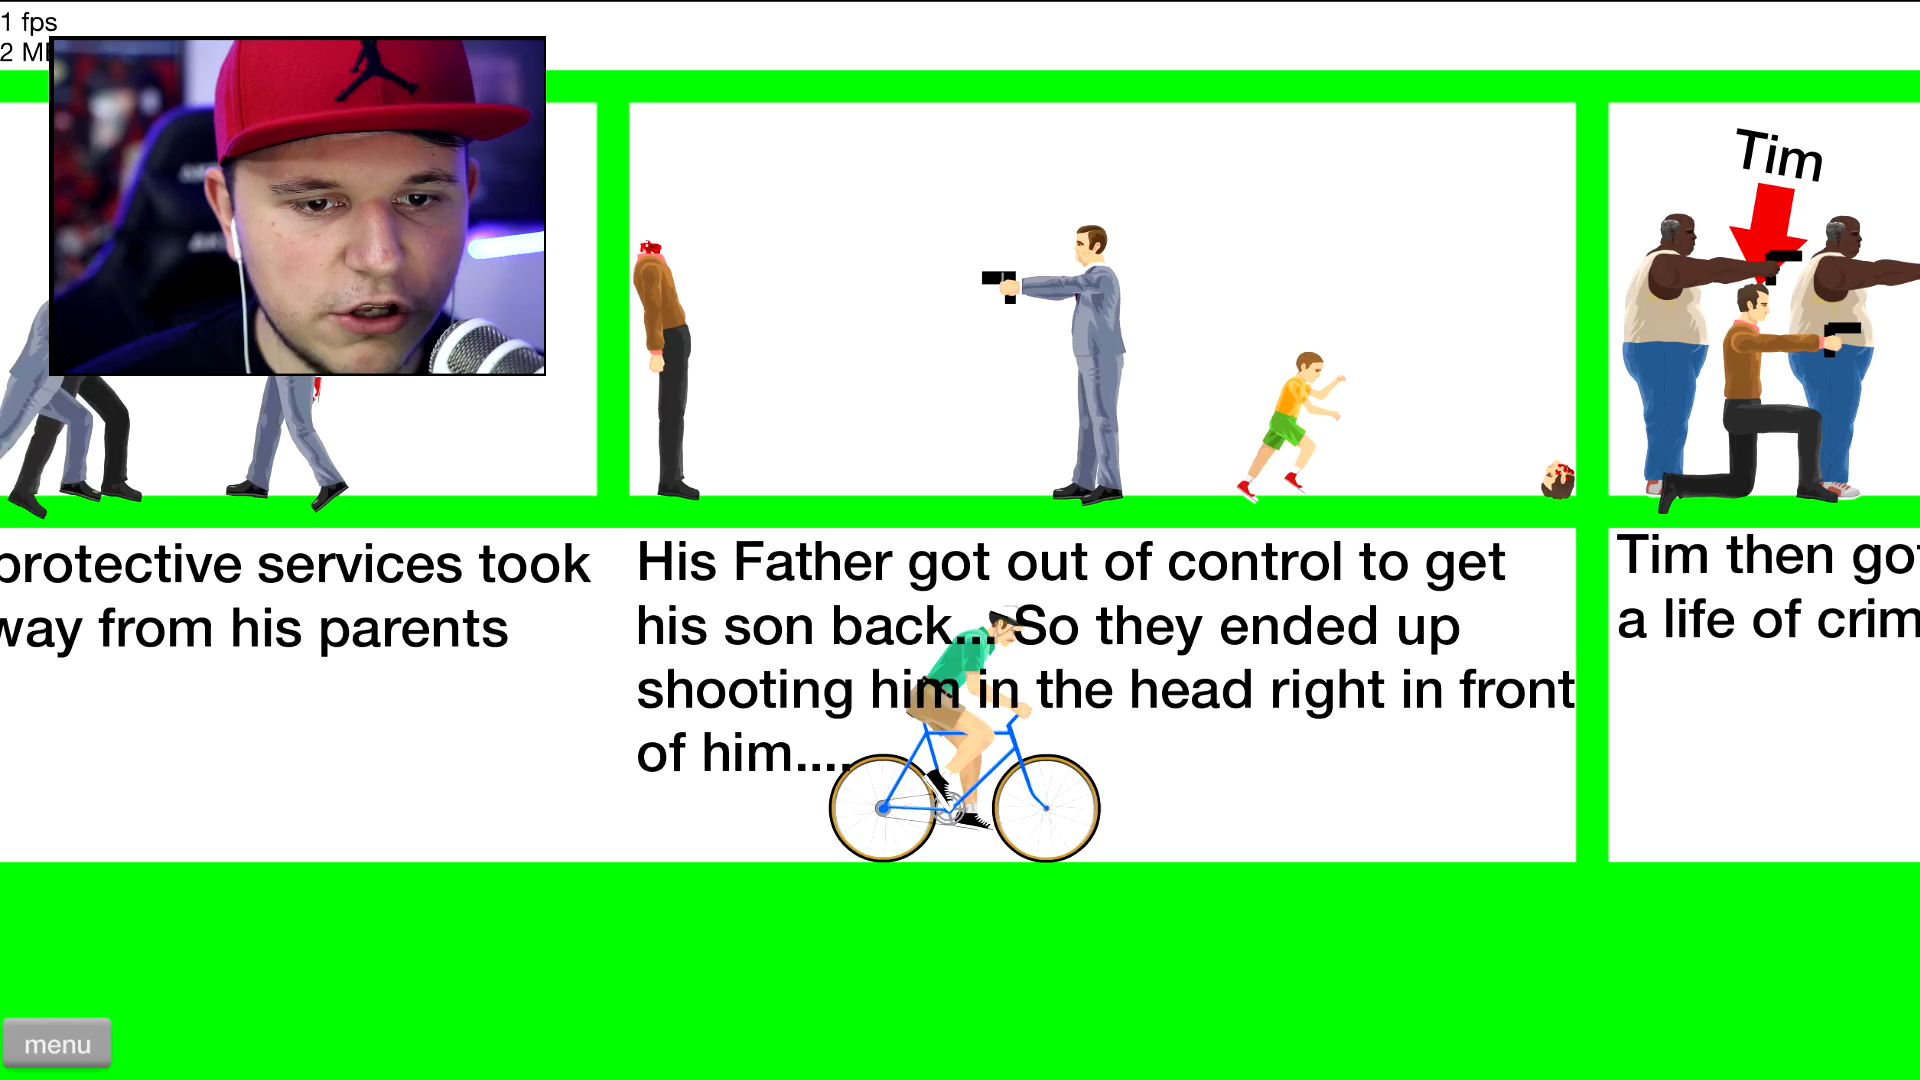 1 fps
2 M
Tim
protective services took
way from his parents
His Father got out of control to get
his son back... So they ended up
shooting him in the head right in front
of him....
Tim then got
a life of crim
menu